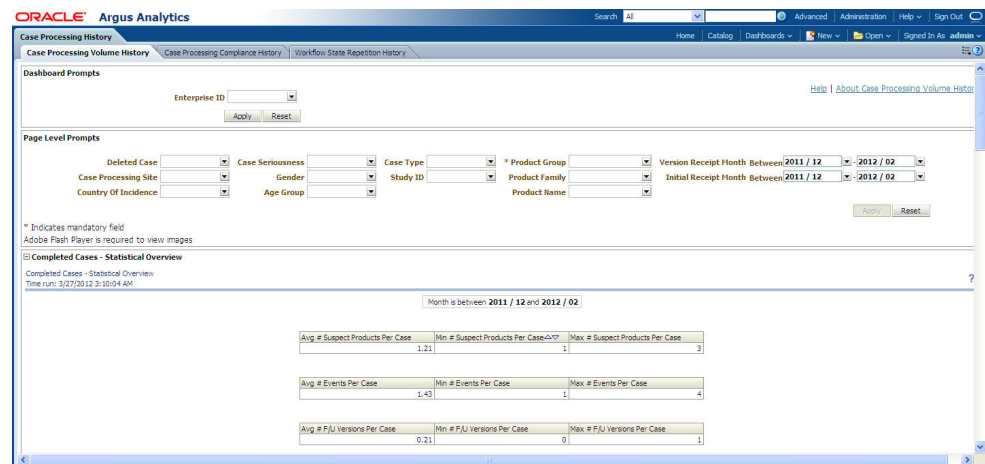 ORACLE' Argus Analytics Search All Advanced Administration Help Sign Out
Case Processing History Home Catalog Dashboards New Open Signed In As admin
Case Processing Volume History Case Processing Compliance History Workflow State Repetition History
Dashboard Prompts
Help | About Case Processing Volume Histor
Enterprise ID
Apply Reset
Page Level Prompts
Deleted Case Case Seriousness Case Type * Product Group Version Receipt Month Between 2011 / 12 - 2012 / 02
Case Processing Site Gender Study ID Product Family Initial Receipt Month Between 2011 / 12 - 2012 / 02
Country Of Incidence Age Group Product Name
Apply Reset
* Indicates mandatory field
Adobe Flash Player is required to view images
Completed Cases - Statistical Overview
Completed Cases - Statistical Overview
Time run: 3/27/2012 3:10:04 AM
Month is between 2011 / 12 and 2012 / 02
Avg # Suspect Products Per Case Min # Suspect Products Per Case Max # Suspect Products Per Case
1.21 1 3
Avg # Events Per Case Min # Events Per Case Max # Events Per Case
1.43 1 4
Avg # F/U Versions Per Case Min # F/U Versions Per Case Max # F/U Versions Per Case
0.21 0 1